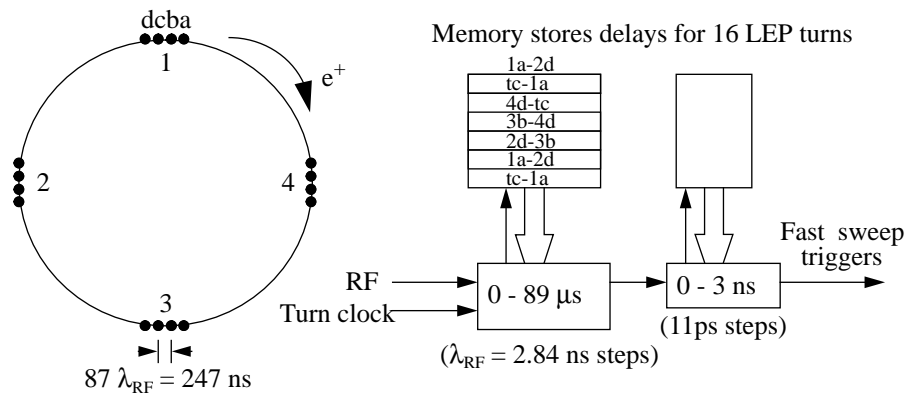 dcba
1
e+
2
4
3
87 λRF = 247 ns
Memory stores delays for 16 LEP turns
1a-2d
tc-1a
4d-tc
3b-4d
2d-3b
1a-2d
tc-1a
RF
Turn clock
0 - 89 μs
(λRF = 2.84 ns steps)
0 - 3 ns
(11ps steps)
Fast sweep
triggers